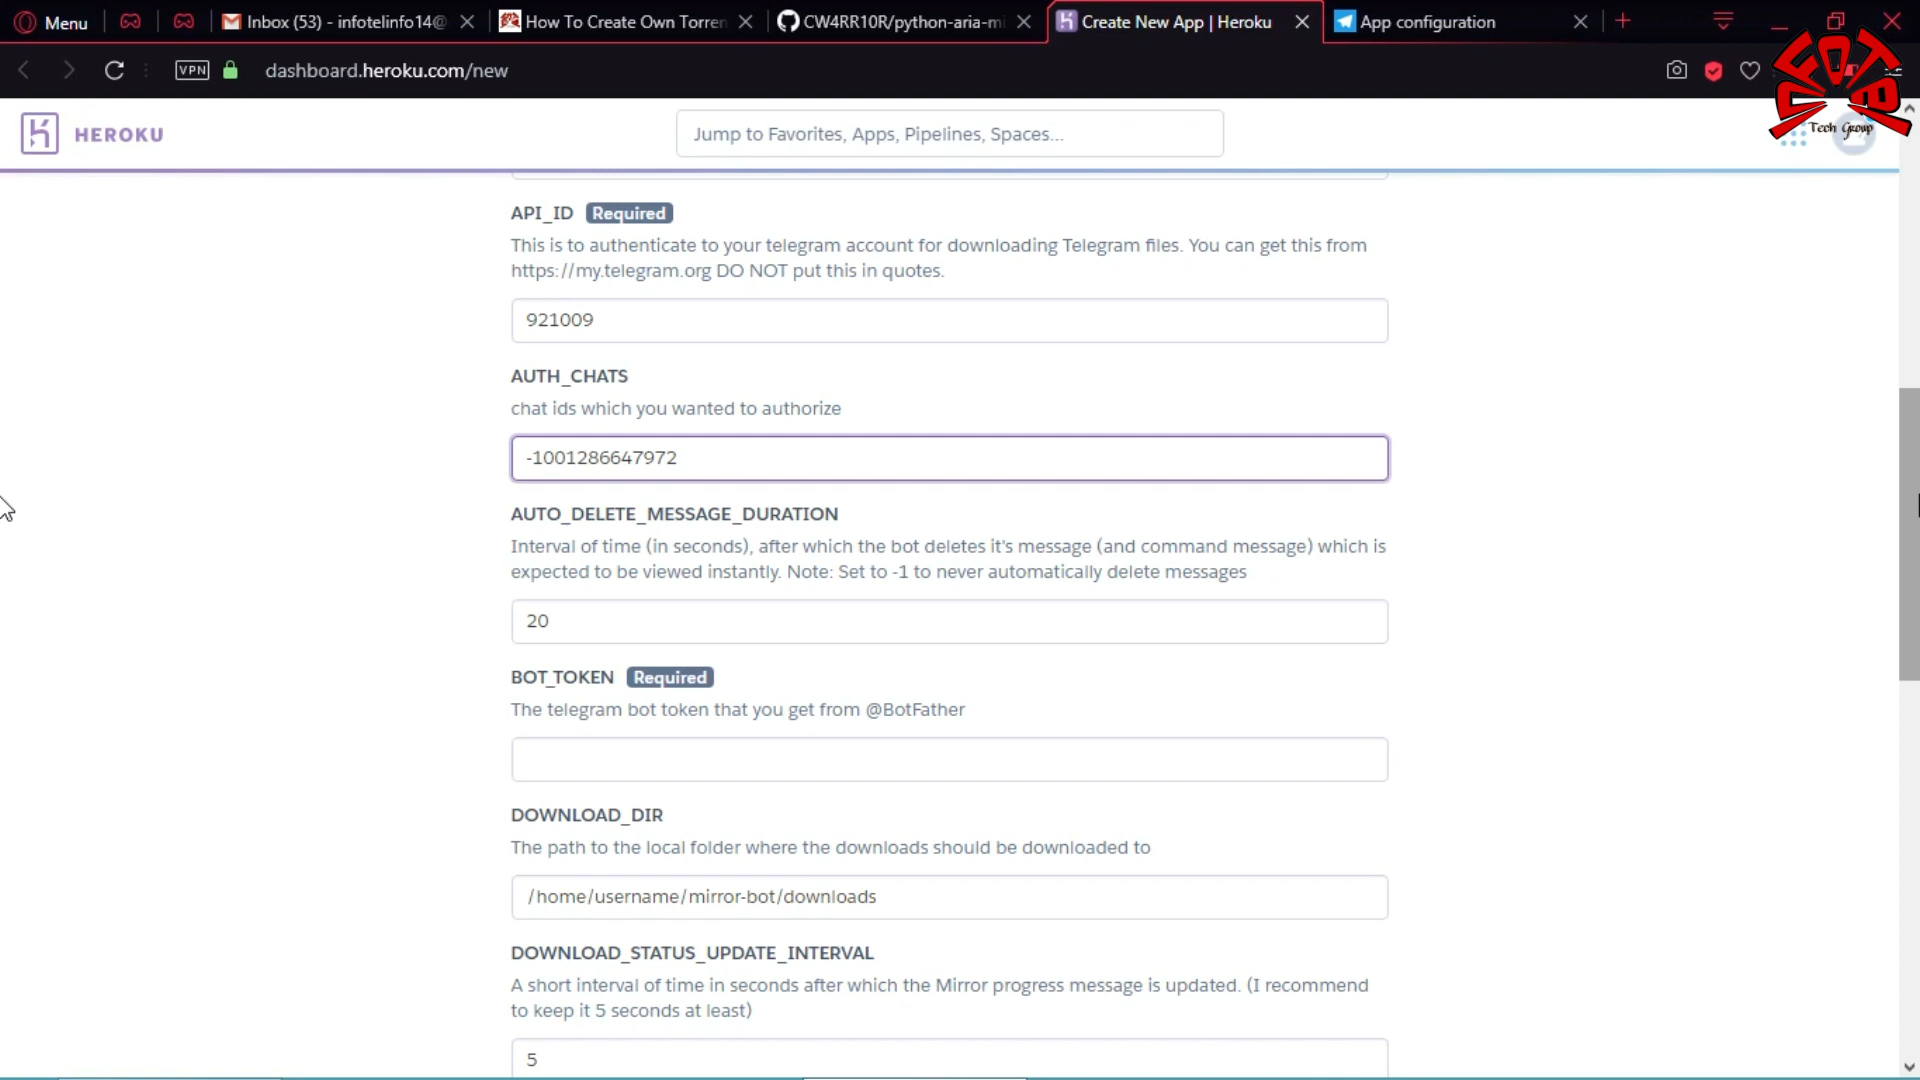 Menu
Inbox (53) - infotelinfo14@
How To Create Own Torren
CW4RR10R/python-aria-mi
Create New App | Heroku
App configuration
VPN
dashboard.heroku.com/new
Tech Group
HEROKU
Jump to Favorites, Apps, Pipelines, Spaces...
API_ID Required
This is to authenticate to your telegram account for downloading Telegram files. You can get this from
https://my.telegram.org DO NOT put this in quotes.
921009
AUTH_CHATS
chat ids which you wanted to authorize
-1001286647972
AUTO_DELETE_MESSAGE_DURATION
Interval of time (in seconds), after which the bot deletes it's message (and command message) which is
expected to be viewed instantly. Note: Set to -1 to never automatically delete messages
20
BOT_TOKEN Required
The telegram bot token that you get from @BotFather
DOWNLOAD_DIR
The path to the local folder where the downloads should be downloaded to
/home/username/mirror-bot/downloads
DOWNLOAD_STATUS_UPDATE_INTERVAL
A short interval of time in seconds after which the Mirror progress message is updated. (I recommend
to keep it 5 seconds at least)
5